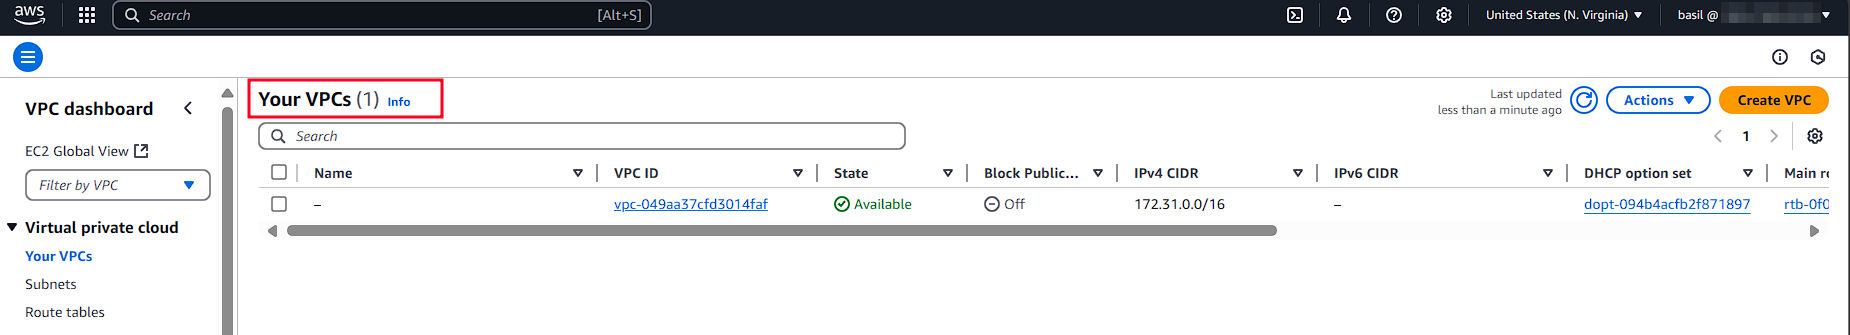 aws
Search [Alt+S] United States (N. Virginia) basil @
VPC dashboard
EC2 Global View
Filter by VPC
Virtual private cloud
Your VPCs
Subnets
Route tables
Your VPCs (1) Info
Last updated
less than a minute ago
Actions
Create VPC
Search
1
Name VPC ID State Block Public... IPv4 CIDR IPv6 CIDR DHCP option set Main ro
– vpc-049aa37cfd3014faf Available Off 172.31.0.0/16 – dopt-094b4acfb2f871897 rtb-0f0